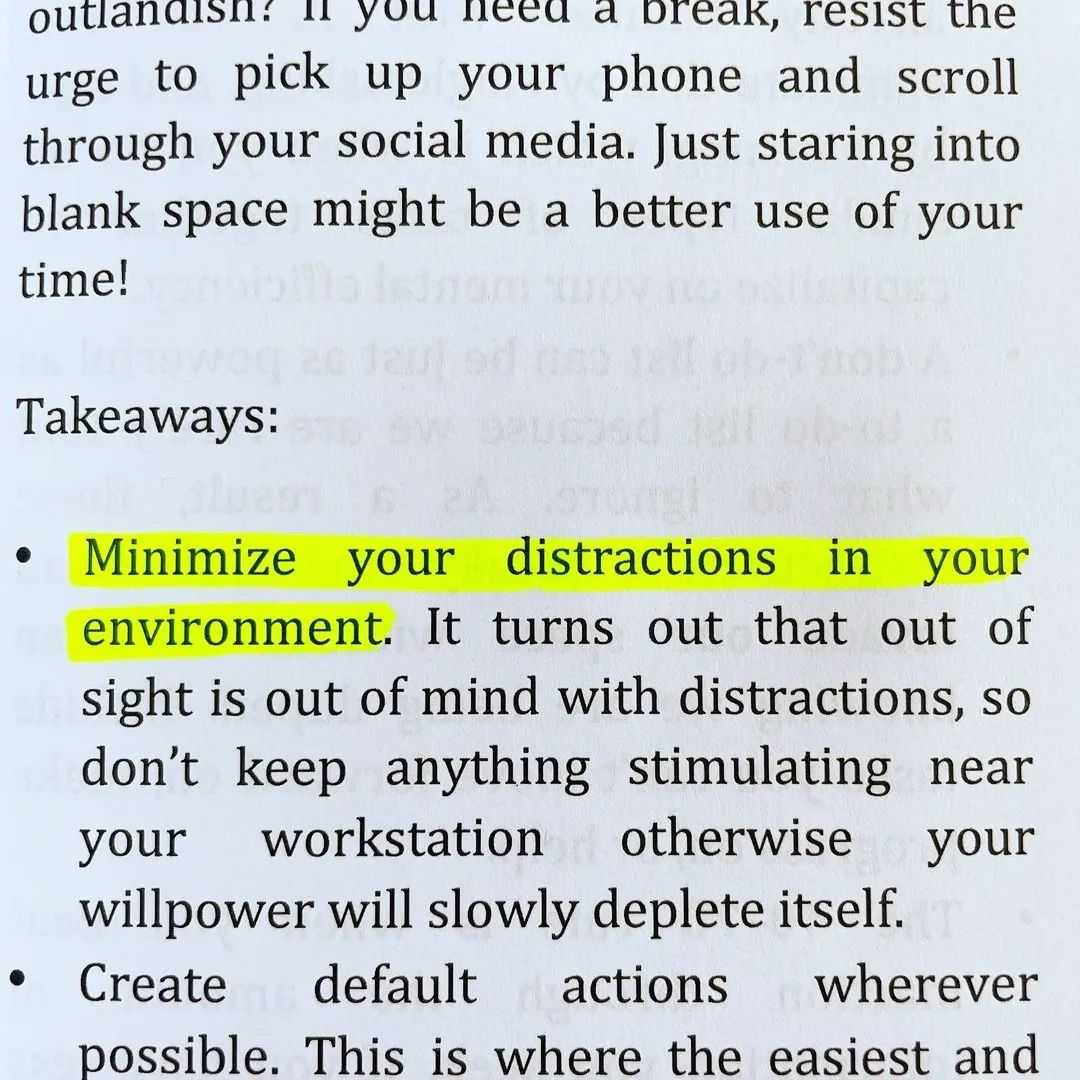 outlandish? If you need a break, resist the
urge to pick up your phone and scroll
through your social media. Just staring into
blank space might be a better use of your
time!
Takeaways:
• Minimize your distractions in your
environment. It turns out that out of
sight is out of mind with distractions, so
don’t keep anything stimulating near
your workstation otherwise your
willpower will slowly deplete itself.
• Create default actions wherever
possible. This is where the easiest and